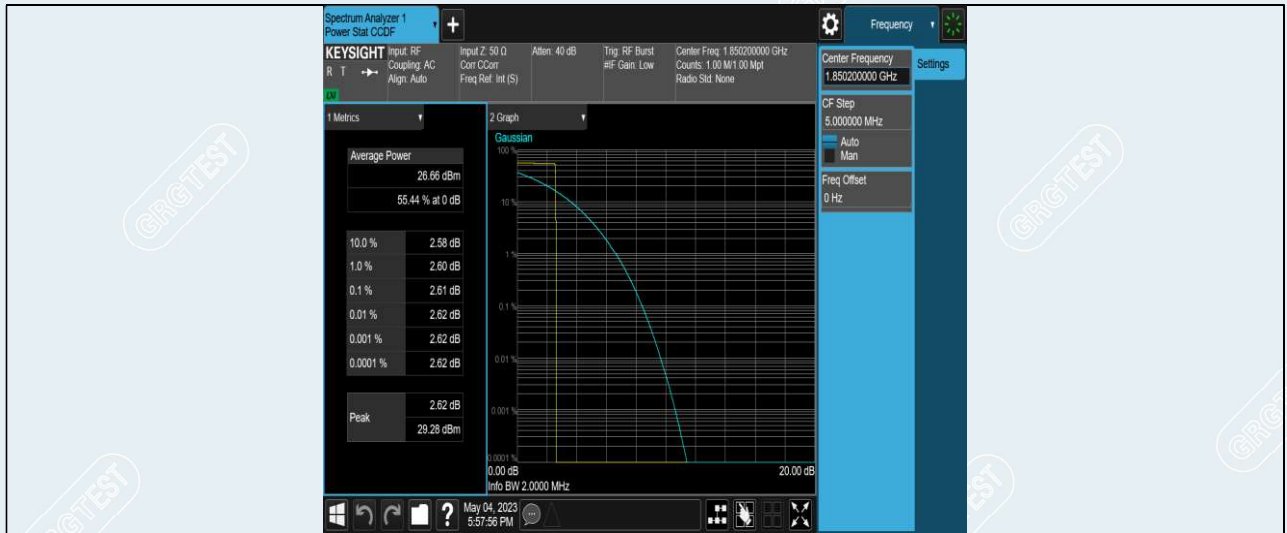 Spectrum Analyzer 1
Power Stat CCDF
+
Frequency
KEYSIGHT
R T
LXI
Input: RF
Coupling: AC
Align: Auto
Input Z: 50 Ω
Corr CCorr
Freq Ref: Int (S)
Atten: 40 dB
Trig: RF Burst
#IF Gain: Low
Center Freq: 1.850200000 GHz
Counts: 1.00 M/1.00 Mpt
Radio Std: None
Center Frequency
1.850200000 GHz
Settings
CF Step
5.000000 MHz
Auto
Man
Freq Offset
0 Hz
1 Metrics
Average Power
26.66 dBm
55.44 % at 0 dB
10.0 % 2.58 dB
1.0 % 2.60 dB
0.1 % 2.61 dB
0.01 % 2.62 dB
0.001 % 2.62 dB
0.0001 % 2.62 dB
Peak
2.62 dB
29.28 dBm
2 Graph
Gaussian
100 %
10 %
1 %
0.1 %
0.01 %
0.001 %
0.0001 %
0.00 dB 20.00 dB
Info BW 2.0000 MHz
?
May 04, 2023
5:57:56 PM
GRGTEST
GRGTEST
GRGTEST